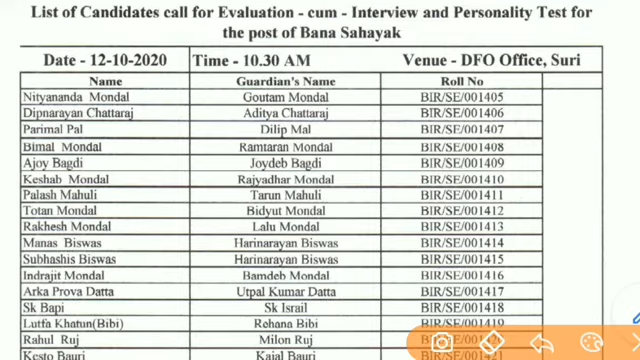 List of Candidates call for Evaluation - cum - Interview and Personality Test for
the post of Bana Sahayak
Date - 12-10-2020 Time - 10.30 AM Venue - DFO Office, Suri
Name Guardian's Name Roll No
Nityananda Mondal Goutam Mondal BIR/SE/001405
Dipnarayan Chattaraj Aditya Chattaraj BIR/SE/001406
Parimal Pal Dilip Mal BIR/SE/001407
Bimal Mondal Ramtaran Mondal BIR/SE/001408
Ajoy Bagdi Joydeb Bagdi BIR/SE/001409
Keshab Mondal Rajyadhar Mondal BIR/SE/001410
Palash Mahuli Tarun Mahuli BIR/SE/001411
Totan Mondal Bidyut Mondal BIR/SE/001412
Rakhesh Mondal Lalu Mondal BIR/SE/001413
Manas Biswas Harinarayan Biswas BIR/SE/001414
Subhashis Biswas Harinarayan Biswas BIR/SE/001415
Indrajit Mondal Bamdeb Mondal BIR/SE/001416
Arka Prova Datta Utpal Kumar Datta BIR/SE/001417
Sk Bapi Sk Israil BIR/SE/001418
Lutfa Khatun(Bibi) Rehana Bibi BIR/SE/001419
Rahul Ruj Milon Ruj
Kesto Bauri Kajal Bauri